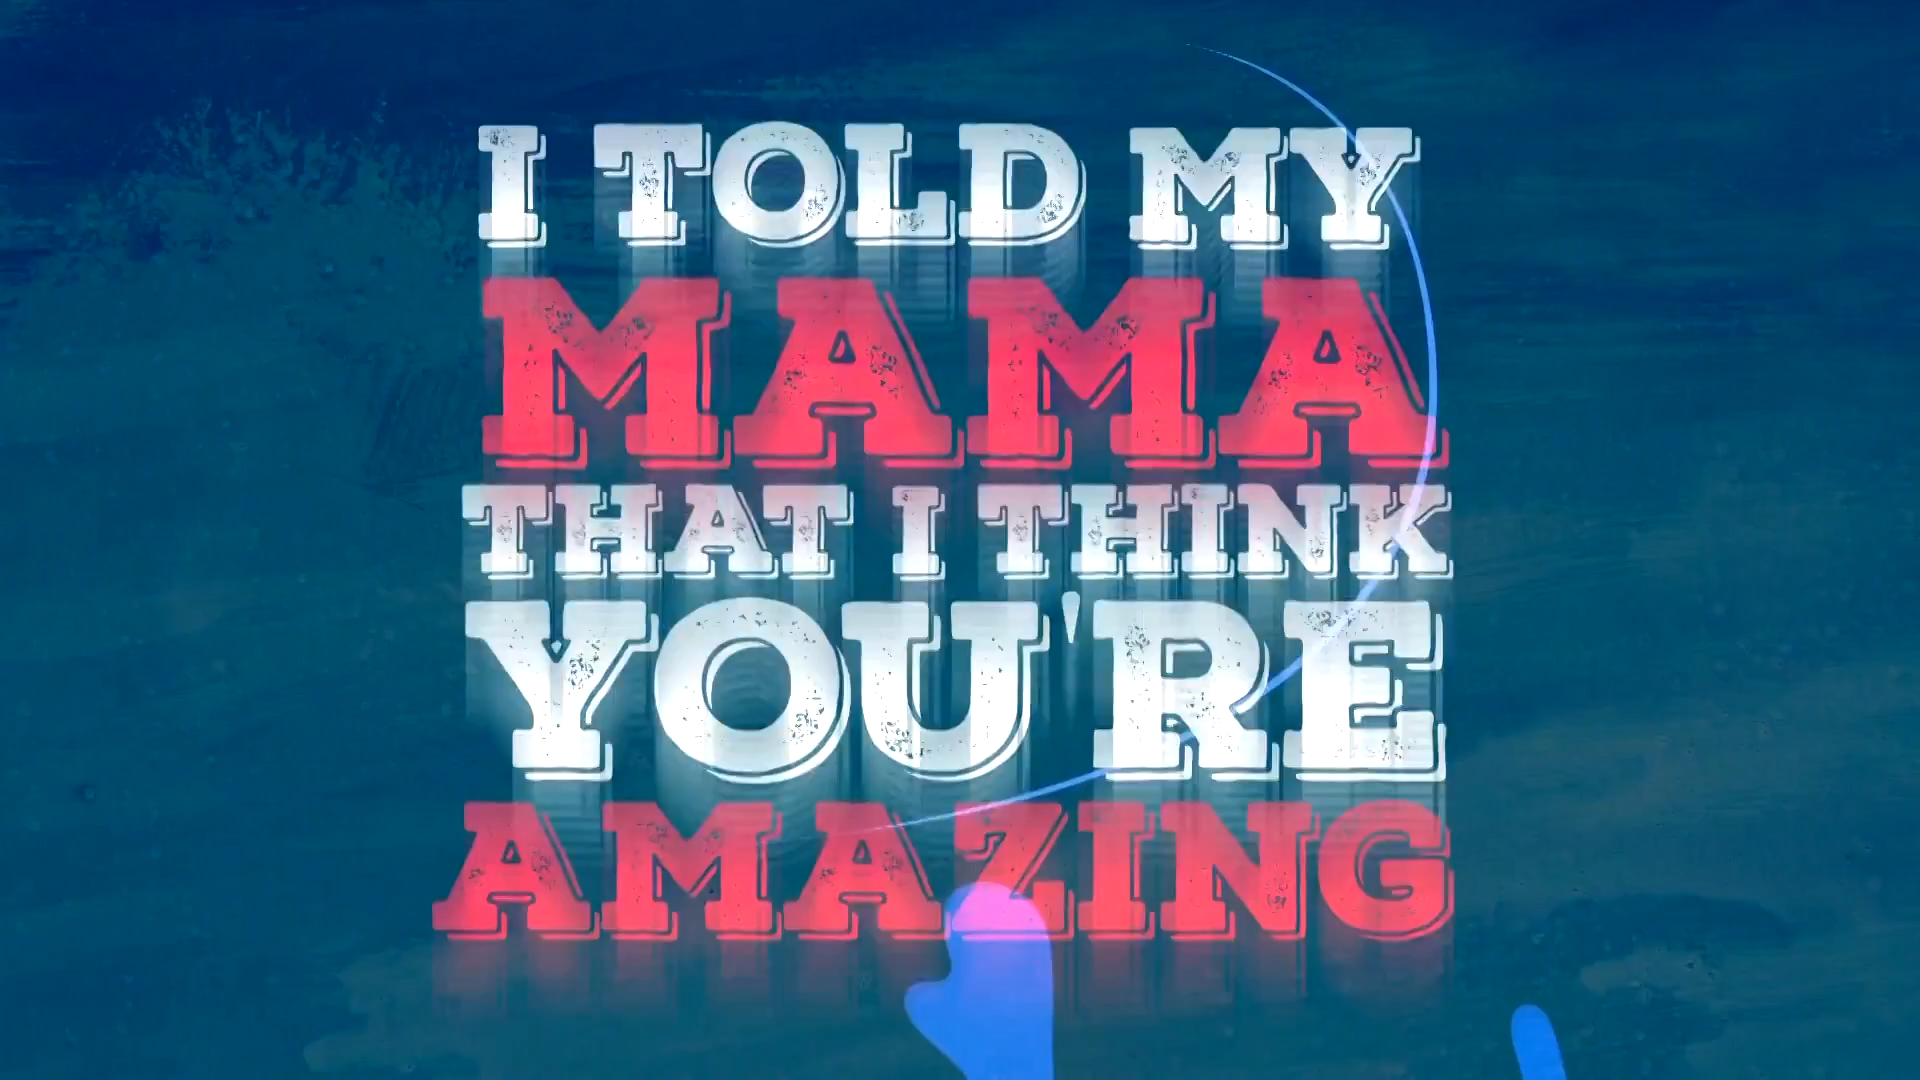 I TOLD MY
MAMA
THAT I THINK
YOU'RE
AMAZING